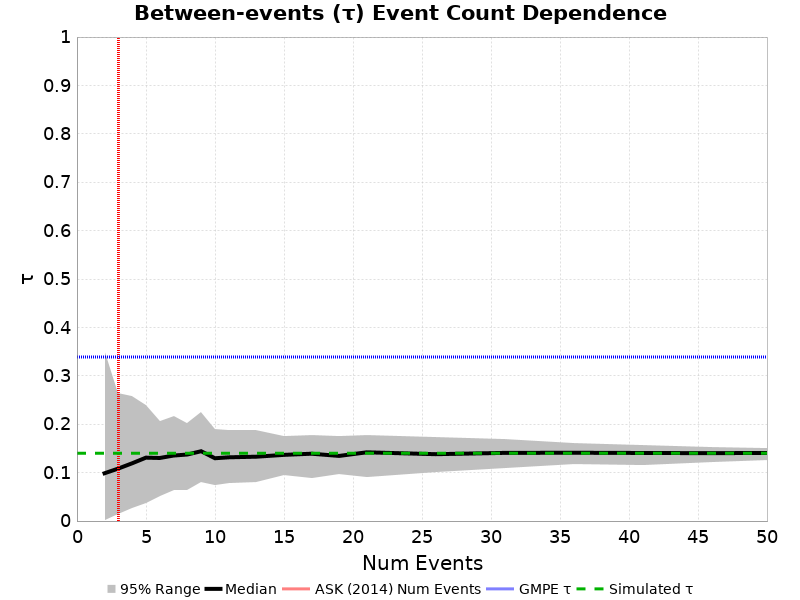 Between-events (τ) Event Count Dependence
1
0.9
0.8
0.7
0.6
0.5
0.4
0.3
0.2
0.1
0
τ
0 5 10 15 20 25 30 35 40 45 50
Num Events
95% Range Median ASK (2014) Num Events GMPE τ Simulated τ